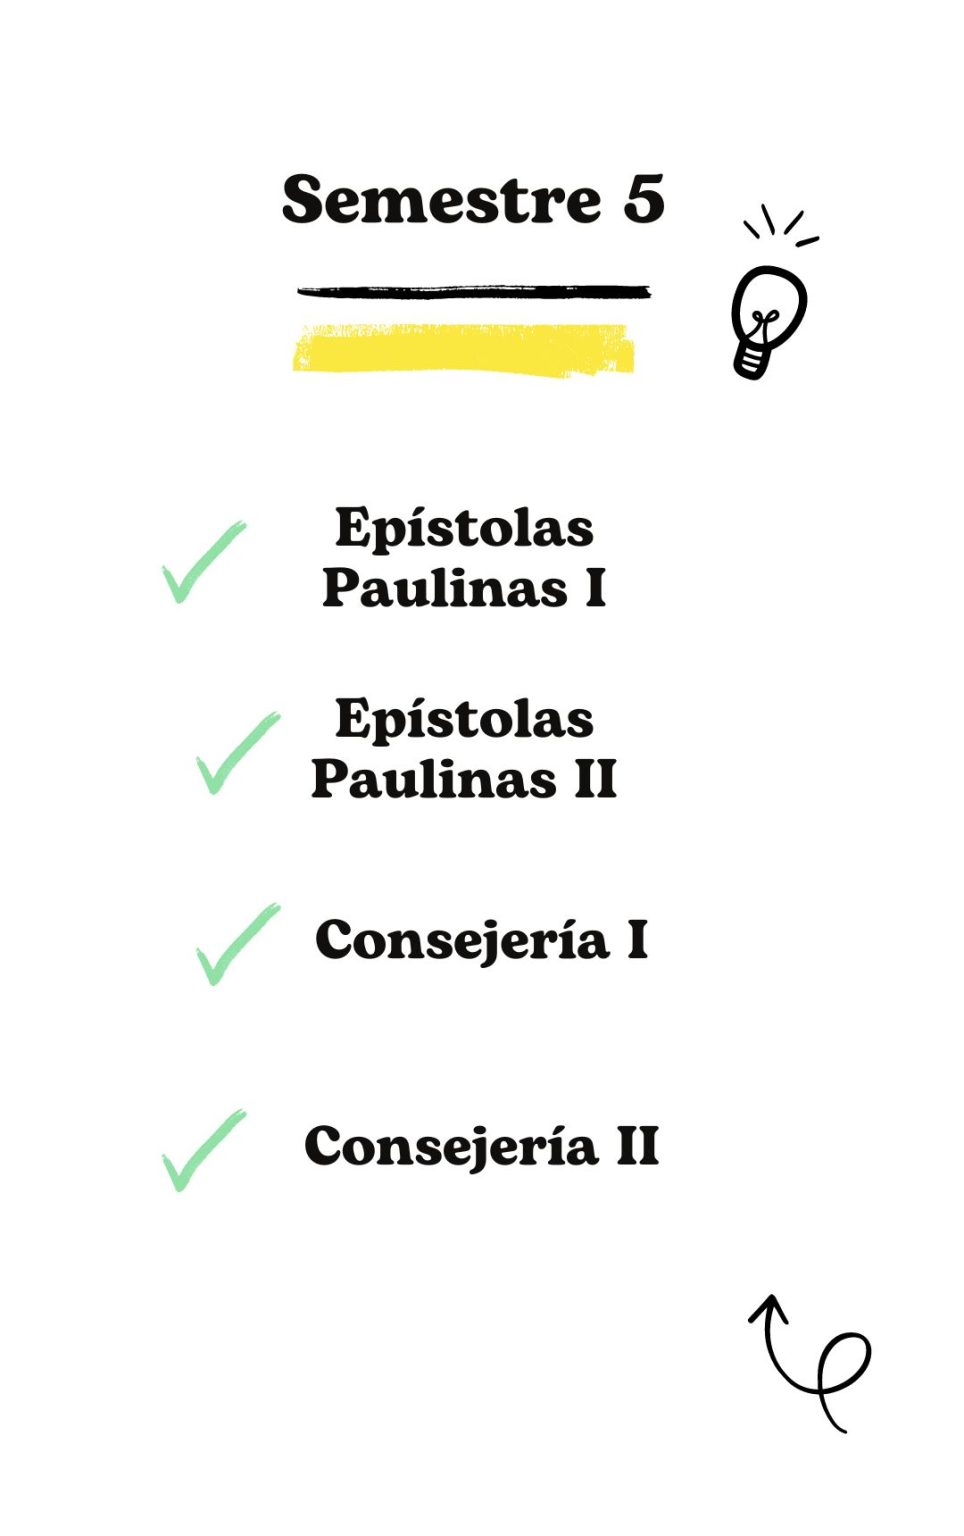 Semestre 5
Epístolas
Paulinas I
Epístolas
Paulinas II
Consejería I
Consejería II